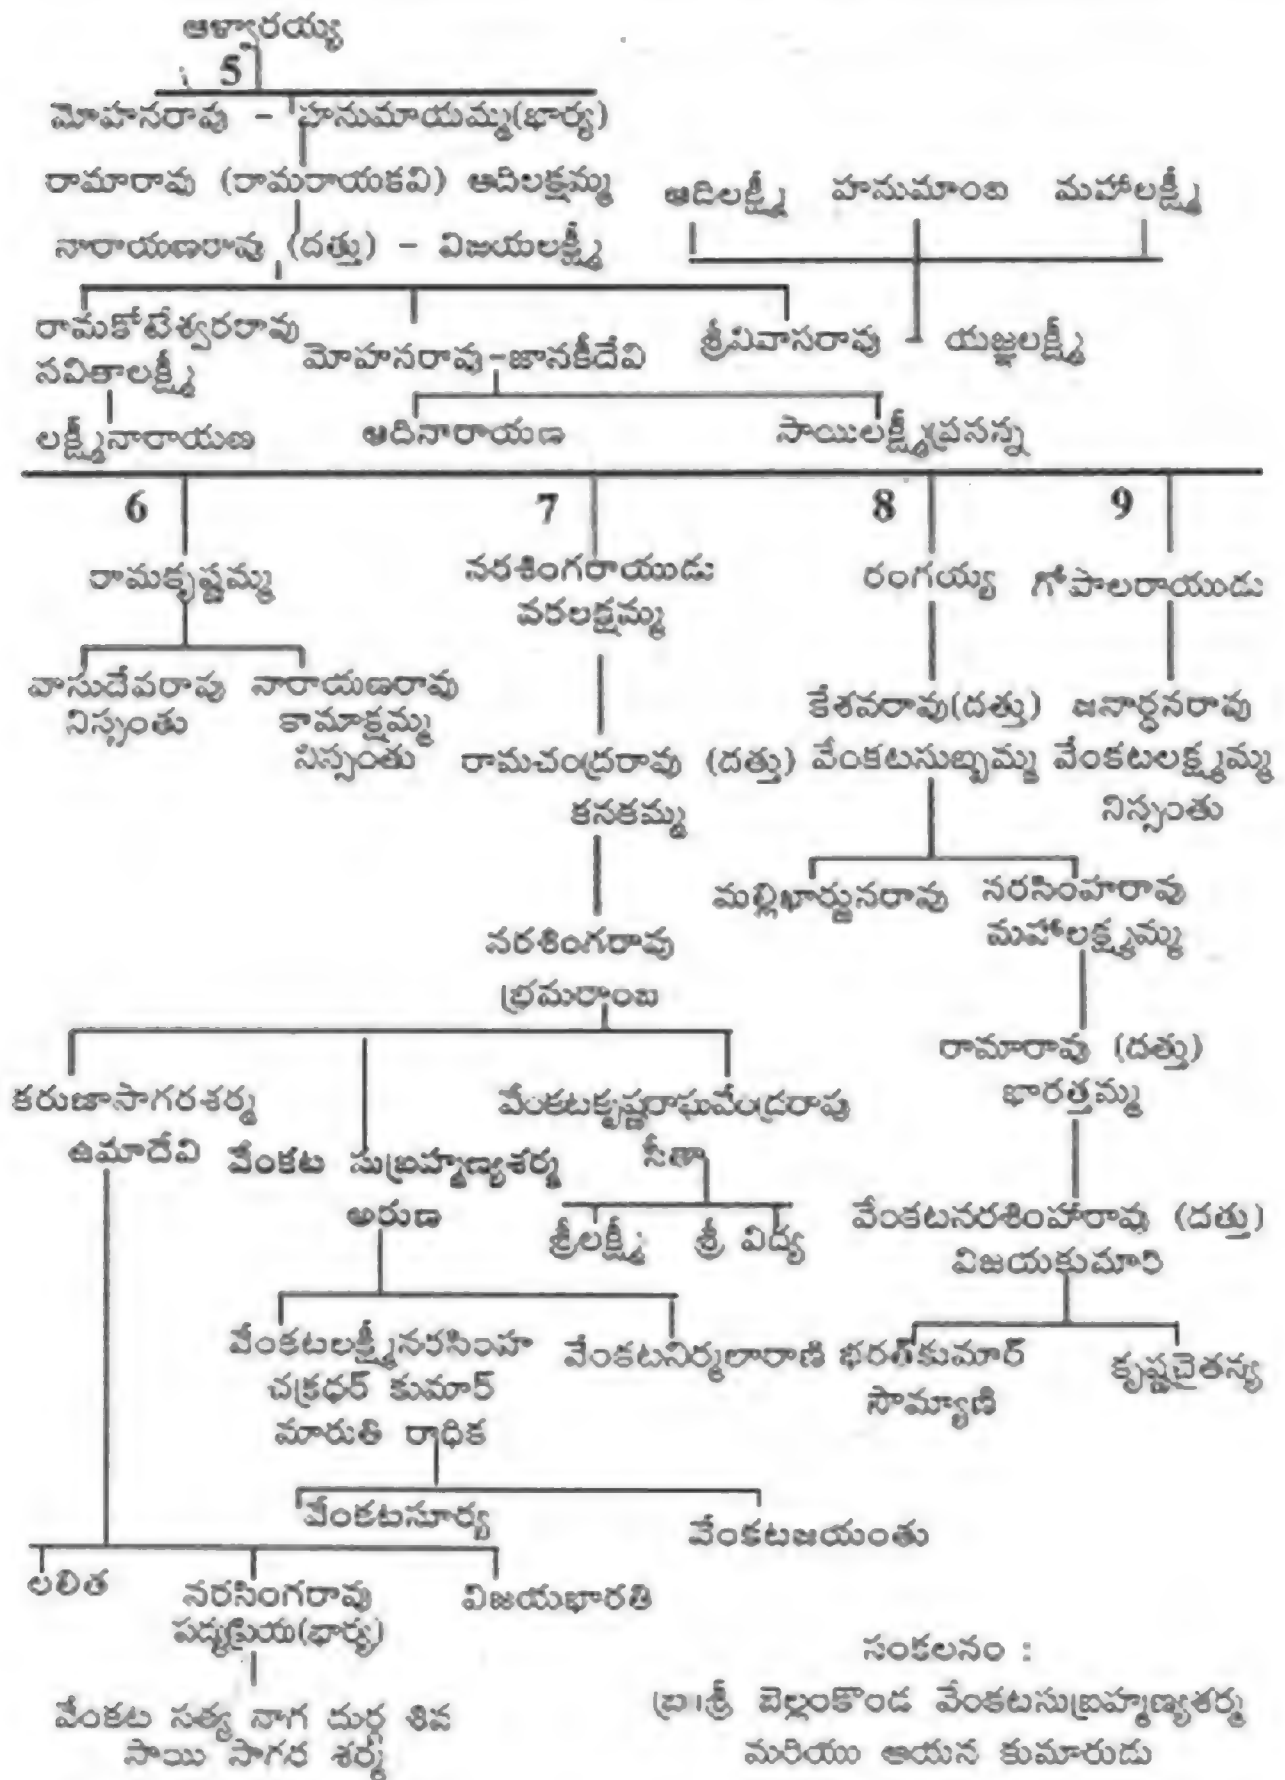 ఆళ్వారయ్య
5
మోహనరావు - హనుమాయమ్మ(భార్య)
రామారావు (రామరాయకవి) ఆదిలక్షమ్మ
ఆదిలక్ష్మీ హనుమాంబ మహాలక్ష్మీ
నారాయణరావు (దత్తు) - విజయలక్ష్మీ
రామకోటేశ్వరరావు
సవితాలక్ష్మీ
మోహనరావు-జానకీదేవి
శ్రీనివాసరావు - యజ్ఞలక్ష్మీ
లక్ష్మీనారాయణ ఆదినారాయణ సాయిలక్ష్మీప్రసన్న
6 7 8 9
రామకృష్ణమ్మ
నరశింగరాయుడు
వరలక్షమ్మ
రంగయ్య గోపాలరాయుడు
వాసుదేవరావు
నిస్సంతు
నారాయణరావు
కామాక్షమ్మ
నిస్సంతు
రామచంద్రరావు (దత్తు)
కనకమ్మ
కేశవరావు(దత్తు)
వేంకటసుబ్బమ్మ
జనార్ధనరావు
వేంకటలక్ష్మమ్మ
నిస్సంతు
మల్లిఖార్జునరావు
నరసింహరావు
మహాలక్ష్మమ్మ
నరశింగరావు
భ్రమరాంబ
రామారావు (దత్తు)
భారత్తమ్మ
కరుణాసాగరశర్మ
ఉమాదేవి
వేంకట సుబ్రహ్మణ్యశర్మ
అరుణ
వేంకటకృష్ణరాఘవేంద్రరావు
సీతా
శ్రీలక్ష్మీ శ్రీ విద్య
వేంకటనరశింహారావు (దత్తు)
విజయకుమారి
వేంకటలక్ష్మీనరసింహ
చక్రధర్ కుమార్
మారుతి రాధిక
వేంకటనిర్మలారాణి
భరత్‌కుమార్
సౌమ్యాణి
కృష్ణచైతన్య
వేంకటసూర్య
వేంకటజయంతు
లలిత
నరసింగరావు
పద్మప్రియ(భార్య)
విజయభారతి
వేంకట సత్య నాగ దుర్గ శివ
సాయి సాగర శర్మ
సంకలనం :
బ్ర॥శ్రీ బెల్లంకొండ వేంకటసుబ్రహ్మణ్యశర్మ
మరియు ఆయన కుమారుడు